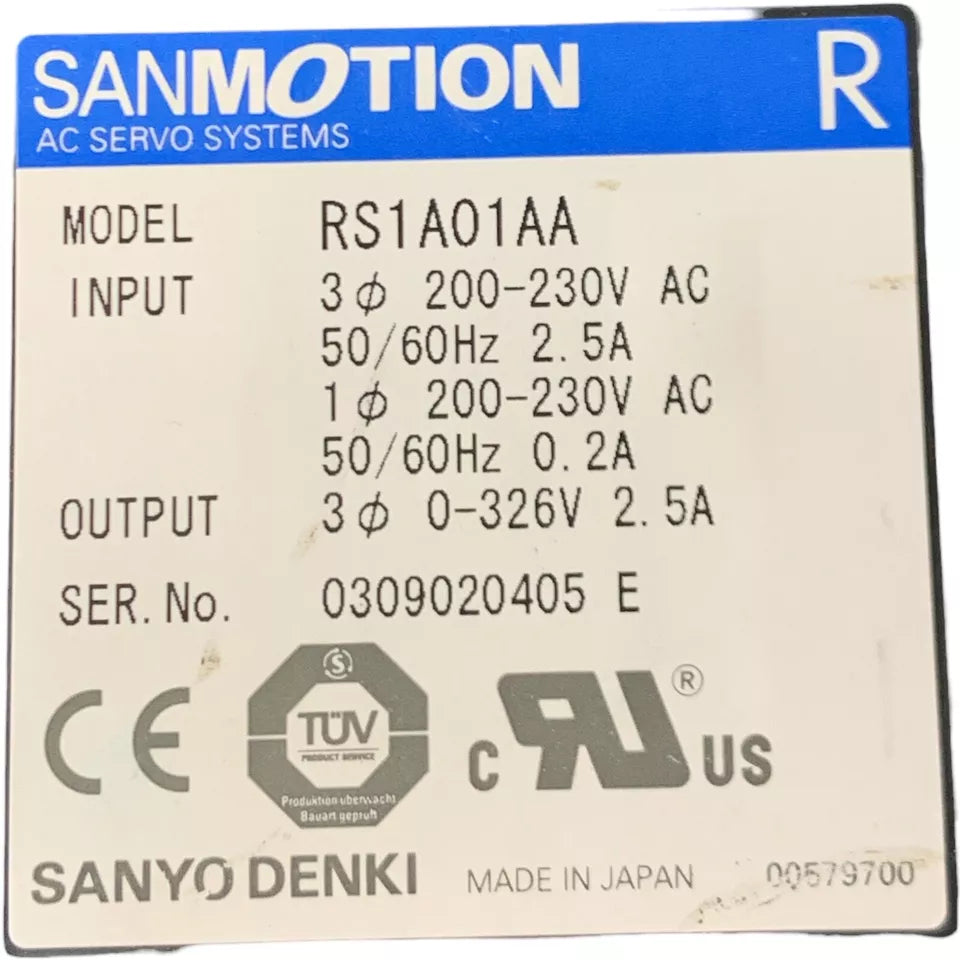 SANMOTION R
AC SERVO SYSTEMS
MODEL RS1A01AA
INPUT 3φ 200-230V AC
50/60Hz 2.5A
1φ 200-230V AC
50/60Hz 0.2A
OUTPUT 3φ 0-326V 2.5A
SER.No. 0309020405 E
CE
S
TÜV
PRODUCT SERVICE
Produktion überwacht
Bauart geprüft
C RU ® US
SANYO DENKI MADE IN JAPAN 00579700